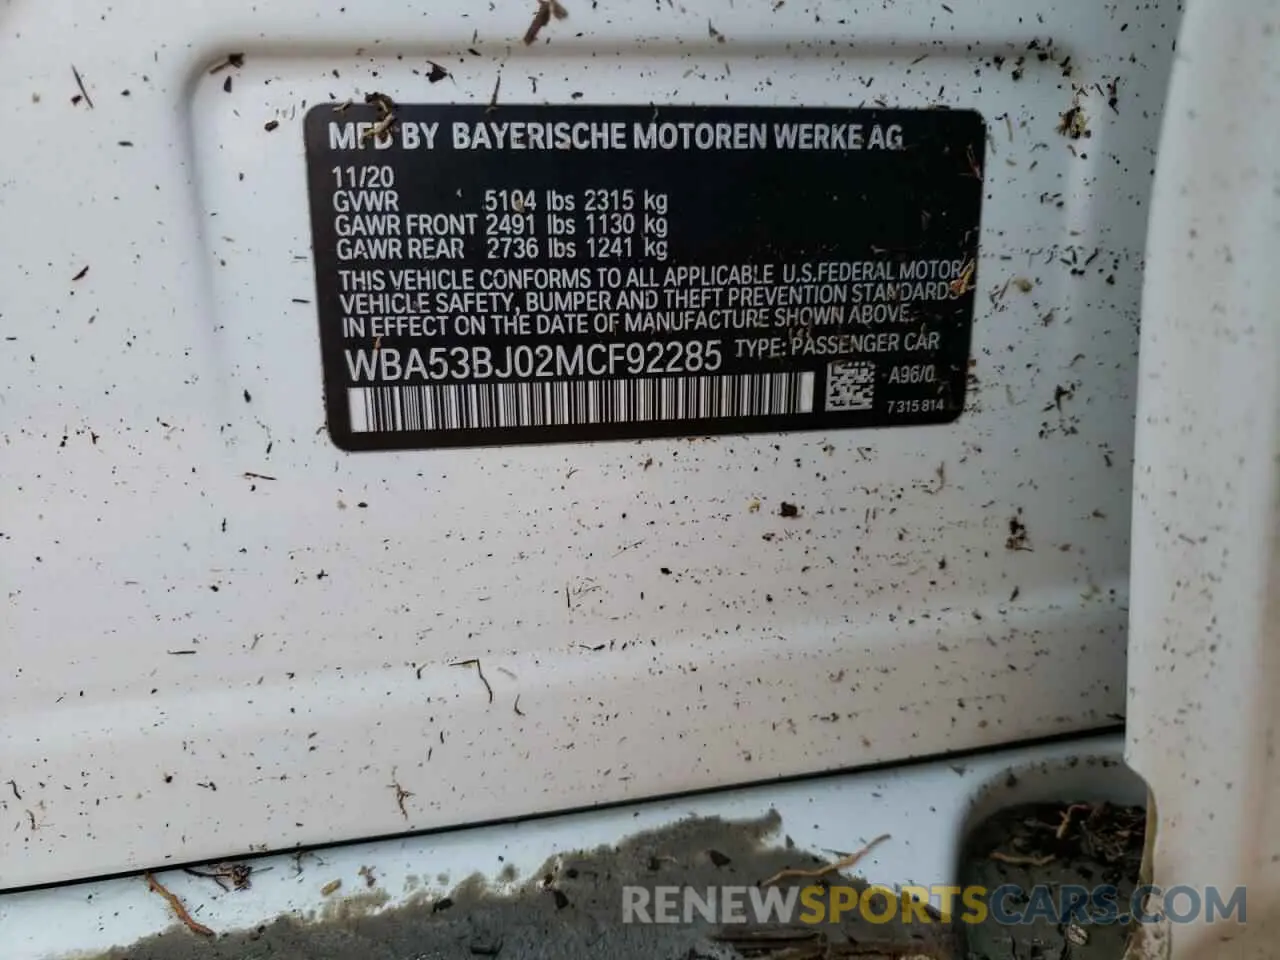 MFD BY BAYERISCHE MOTOREN WERKE AG
11/20
GVWR 5104 lbs 2315 kg
GAWR FRONT 2491 lbs 1130 kg
GAWR REAR 2736 lbs 1241 kg
THIS VEHICLE CONFORMS TO ALL APPLICABLE U.S.FEDERAL MOTOR
VEHICLE SAFETY, BUMPER AND THEFT PREVENTION STANDARDS
IN EFFECT ON THE DATE OF MANUFACTURE SHOWN ABOVE.
WBA53BJ02MCF92285 TYPE: PASSENGER CAR
A96/0
7315814
RENEWSPORTSCARS.COM